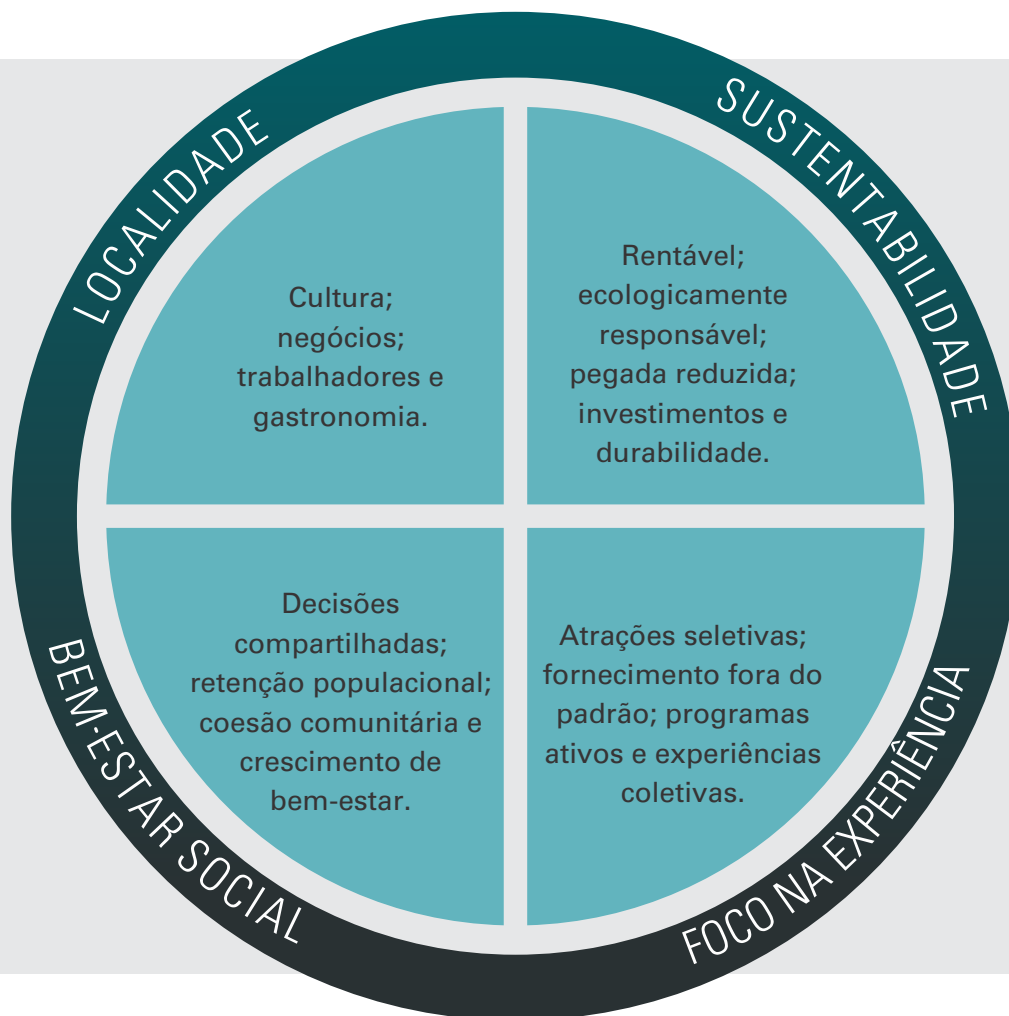 LOCALIDADE
Cultura;
negócios;
trabalhadores e
gastronomia.
SUSTENTABILIDADE
Rentável;
ecologicamente
responsável;
pegada reduzida;
investimentos e
durabilidade.
BEM-ESTAR SOCIAL
Decisões
compartilhadas;
retenção populacional;
coesão comunitária e
crescimento de
bem-estar.
FOCO NA EXPERIÊNCIA
Atrações seletivas;
fornecimento fora do
padrão; programas
ativos e experiências
coletivas.